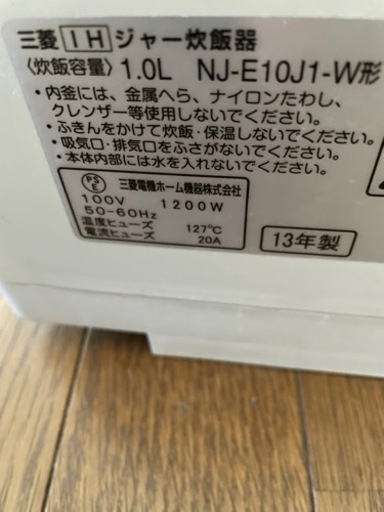 三菱 IH ジャー炊飯器
〈炊飯容量〉1.0L NJ-E10J1-W形
・内釜には、金属へら、ナイロンたわし、
クレンザー等使用しないでください。
・ふきんをかけて炊飯・保温しないでください。
・吸気口・排気口をふさがないでください。
・本体内部には水を入れないでください。
PSE 三菱電機ホーム機器株式会社
100V 1200W
50-60Hz
温度ヒューズ 127℃
電流ヒューズ 20A
13年製